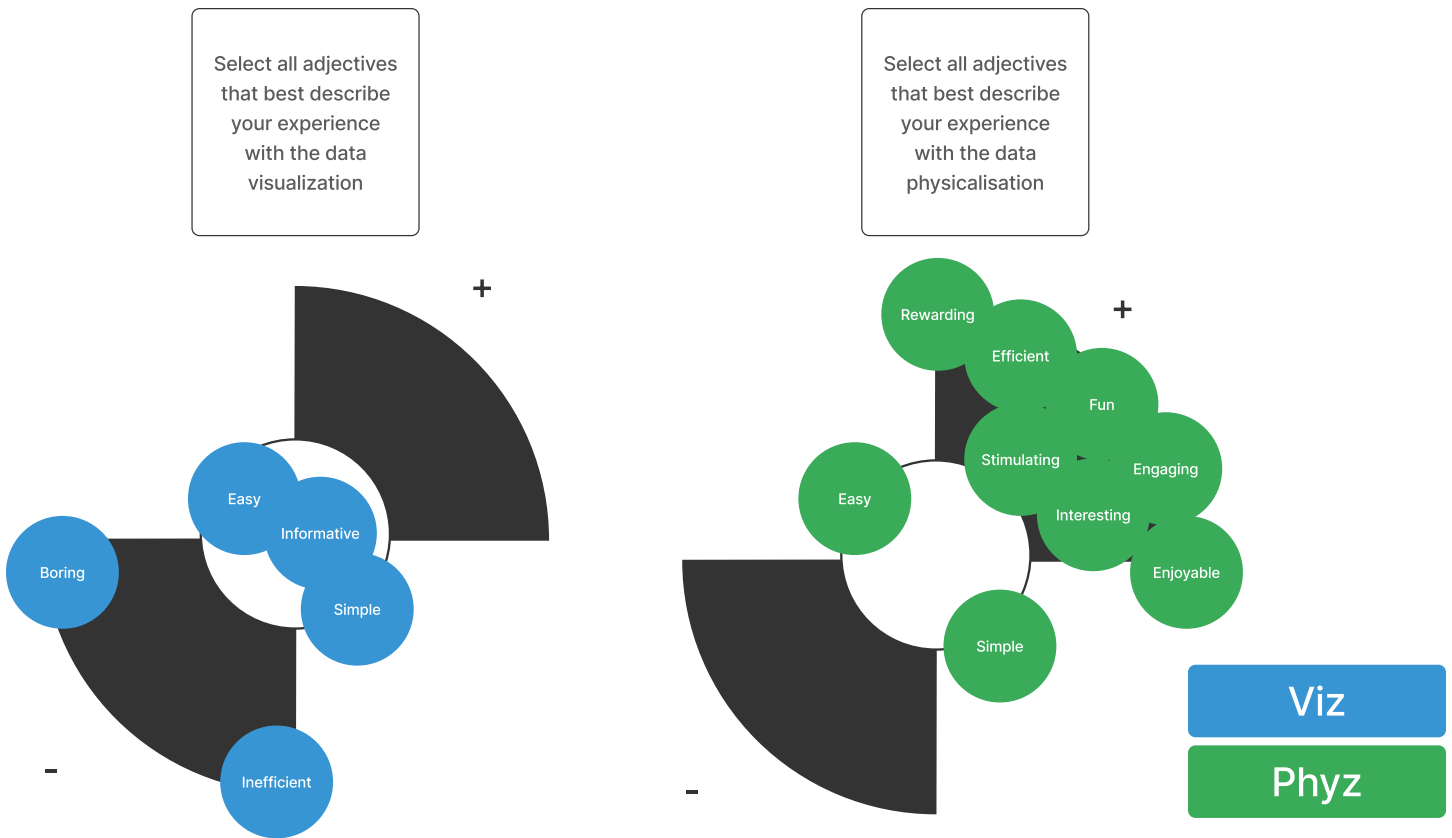 Select all adjectives
that best describe
your experience
with the data
visualization
Select all adjectives
that best describe
your experience
with the data
physicalisation
+
Easy
Informative
Simple
Boring
Inefficient
-
+
Rewarding
Efficient
Fun
Stimulating
Engaging
Interesting
Enjoyable
Easy
Simple
-
Viz
Phyz